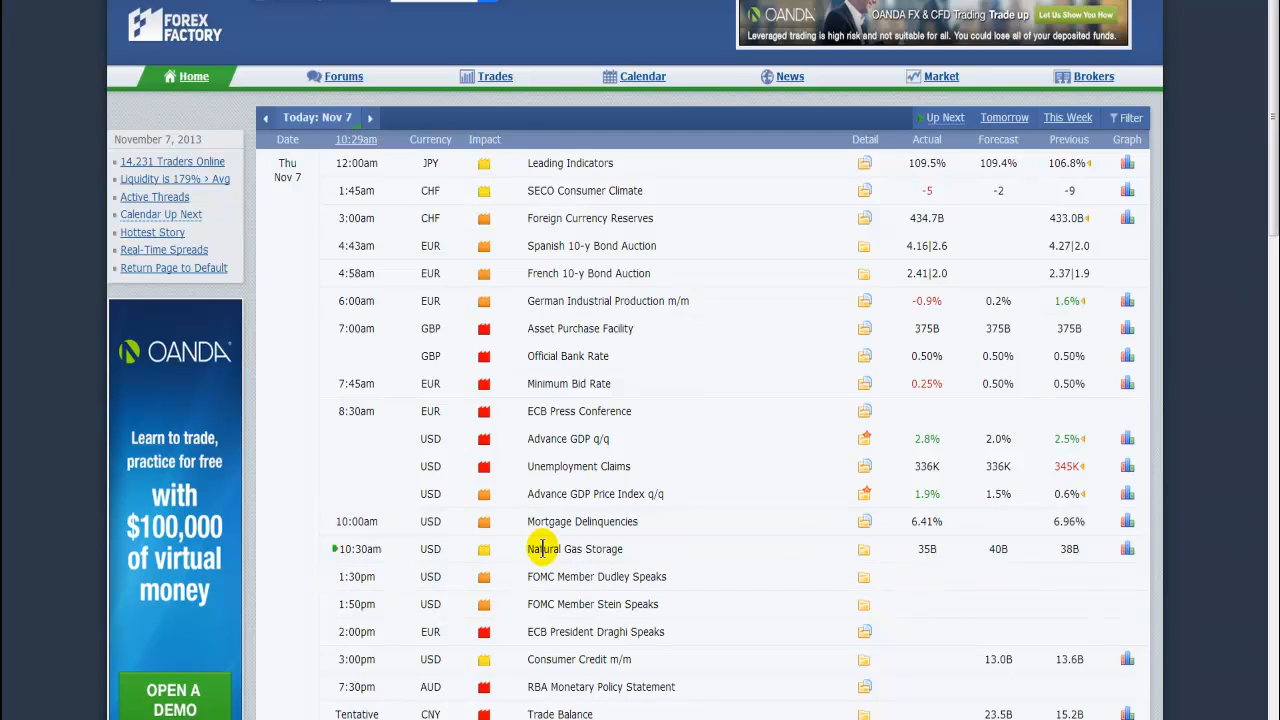 FOREX
FACTORY
OANDA OANDA FX & CFD Trading Trade up Let Us Show You How
Leveraged trading is high risk and not suitable for all. You could lose all of your deposited funds.
Home Forums Trades Calendar News Market Brokers
November 7, 2013
14,231 Traders Online
Liquidity is 179% > Avg
Active Threads
Calendar Up Next
Hottest Story
Real-Time Spreads
Return Page to Default
OANDA
Learn to trade,
practice for free
with
$100,000
of virtual
money
OPEN A
DEMO
Today: Nov 7 Up Next Tomorrow This Week Filter
Date 10:29am Currency Impact Detail Actual Forecast Previous Graph
Thu
Nov 7
12:00am JPY Leading Indicators 109.5% 109.4% 106.8%
1:45am CHF SECO Consumer Climate -5 -2 -9
3:00am CHF Foreign Currency Reserves 434.7B 433.0B
4:43am EUR Spanish 10-y Bond Auction 4.16|2.6 4.27|2.0
4:58am EUR French 10-y Bond Auction 2.41|2.0 2.37|1.9
6:00am EUR German Industrial Production m/m -0.9% 0.2% 1.6%
7:00am GBP Asset Purchase Facility 375B 375B 375B
GBP Official Bank Rate 0.50% 0.50% 0.50%
7:45am EUR Minimum Bid Rate 0.25% 0.50% 0.50%
8:30am EUR ECB Press Conference
USD Advance GDP q/q 2.8% 2.0% 2.5%
USD Unemployment Claims 336K 336K 345K
USD Advance GDP Price Index q/q 1.9% 1.5% 0.6%
10:00am USD Mortgage Delinquencies 6.41% 6.96%
10:30am USD Natural Gas Storage 35B 40B 38B
1:30pm USD FOMC Member Dudley Speaks
1:50pm USD FOMC Member Stein Speaks
2:00pm EUR ECB President Draghi Speaks
3:00pm USD Consumer Credit m/m 13.0B 13.6B
7:30pm AUD RBA Monetary Policy Statement
Tentative CNY Trade Balance 23.5B 15.2B